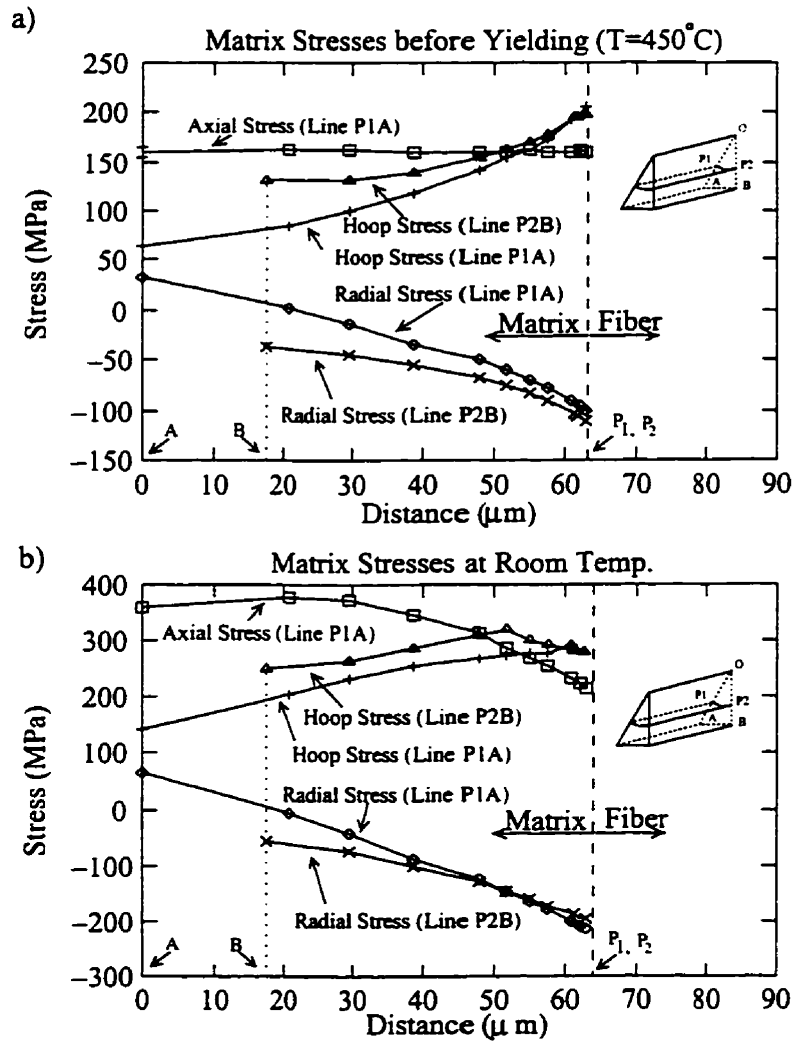 a)
Matrix Stresses before Yielding (T=450°C)
250
200
150
100
50
0
−50
−100
−150
Stress (MPa)
Axial Stress (Line P1A)
Hoop Stress (Line P2B)
Hoop Stress (Line P1A)
Radial Stress (Line P1A)
Matrix Fiber
Radial Stress (Line P2B)
A
B
P1, P2
O
P1
P2
A
B
0 10 20 30 40 50 60 70 80 90
Distance (μm)
b)
Matrix Stresses at Room Temp.
400
300
200
100
0
−100
−200
−300
Stress (MPa)
Axial Stress (Line P1A)
Hoop Stress (Line P2B)
Hoop Stress (Line P1A)
Radial Stress (Line P1A)
Matrix Fiber
Radial Stress (Line P2B)
A
B
P1, P2
O
P1
P2
A
B
0 10 20 30 40 50 60 70 80 90
Distance (μ m)